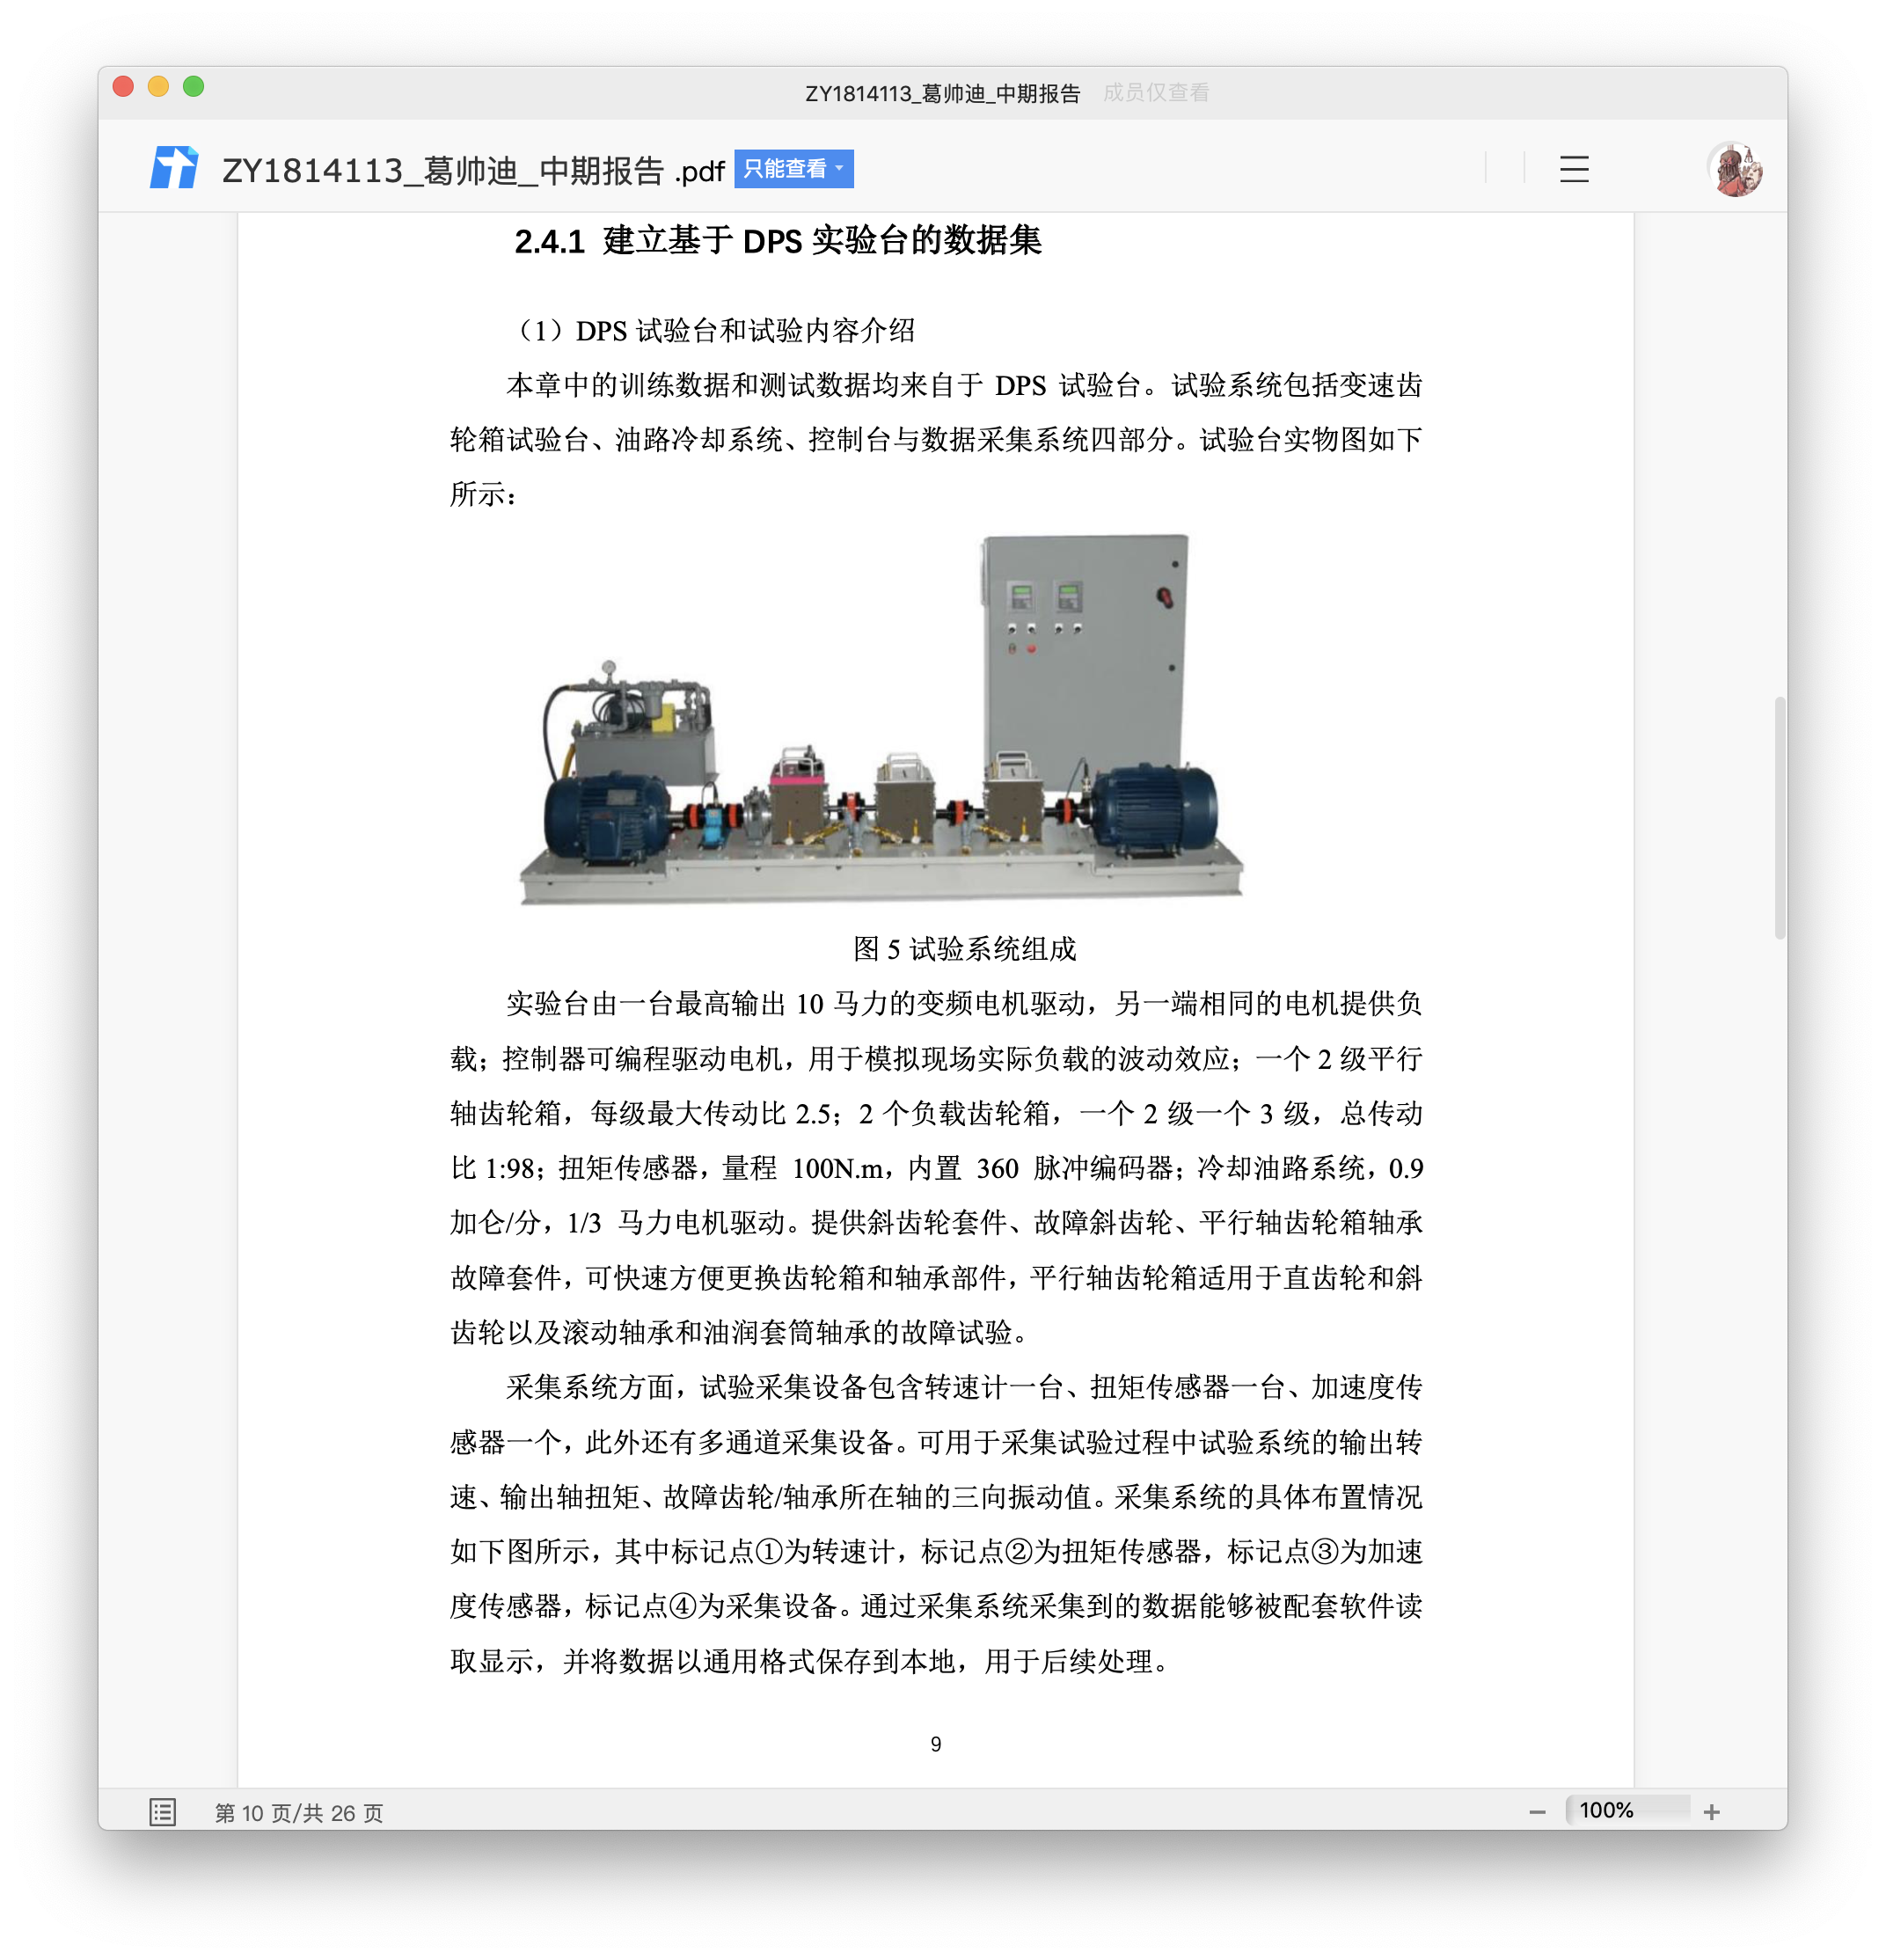 ZY1814113_葛帅迪_中期报告 成员仅查看
ZY1814113_葛帅迪_中期报告 .pdf 只能查看
2.4.1 建立基于 DPS 实验台的数据集
（1）DPS 试验台和试验内容介绍
本章中的训练数据和测试数据均来自于 DPS 试验台。试验系统包括变速齿
轮箱试验台、油路冷却系统、控制台与数据采集系统四部分。试验台实物图如下
所示：
图 5 试验系统组成
实验台由一台最高输出 10 马力的变频电机驱动，另一端相同的电机提供负
载；控制器可编程驱动电机，用于模拟现场实际负载的波动效应；一个 2 级平行
轴齿轮箱，每级最大传动比 2.5；2 个负载齿轮箱，一个 2 级一个 3 级，总传动
比 1:98；扭矩传感器，量程 100N.m，内置 360 脉冲编码器；冷却油路系统，0.9
加仑/分，1/3 马力电机驱动。提供斜齿轮套件、故障斜齿轮、平行轴齿轮箱轴承
故障套件，可快速方便更换齿轮箱和轴承部件，平行轴齿轮箱适用于直齿轮和斜
齿轮以及滚动轴承和油润套筒轴承的故障试验。
采集系统方面，试验采集设备包含转速计一台、扭矩传感器一台、加速度传
感器一个，此外还有多通道采集设备。可用于采集试验过程中试验系统的输出转
速、输出轴扭矩、故障齿轮/轴承所在轴的三向振动值。采集系统的具体布置情况
如下图所示，其中标记点①为转速计，标记点②为扭矩传感器，标记点③为加速
度传感器，标记点④为采集设备。通过采集系统采集到的数据能够被配套软件读
取显示，并将数据以通用格式保存到本地，用于后续处理。
9
第 10 页/共 26 页
100%